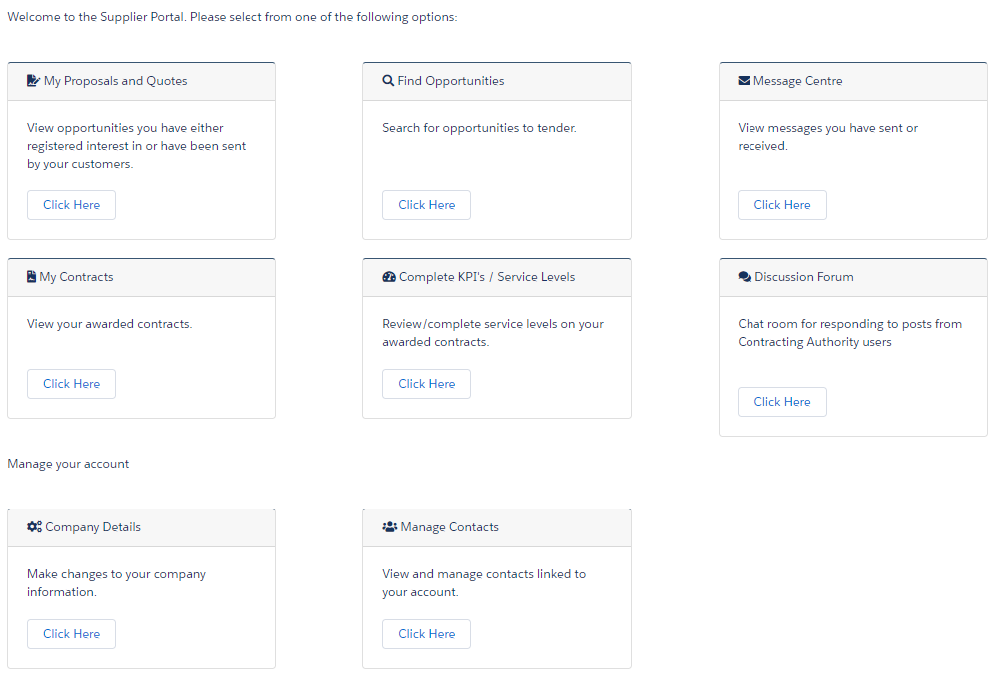 Welcome to the Supplier Portal. Please select from one of the following options:
My Proposals and Quotes
View opportunities you have either
registered interest in or have been sent
by your customers.
Click Here
Find Opportunities
Search for opportunities to tender.
Click Here
Message Centre
View messages you have sent or
received.
Click Here
My Contracts
View your awarded contracts.
Click Here
Complete KPI's / Service Levels
Review/complete service levels on your
awarded contracts.
Click Here
Discussion Forum
Chat room for responding to posts from
Contracting Authority users
Click Here
Manage your account
Company Details
Make changes to your company
information.
Click Here
Manage Contacts
View and manage contacts linked to
your account.
Click Here